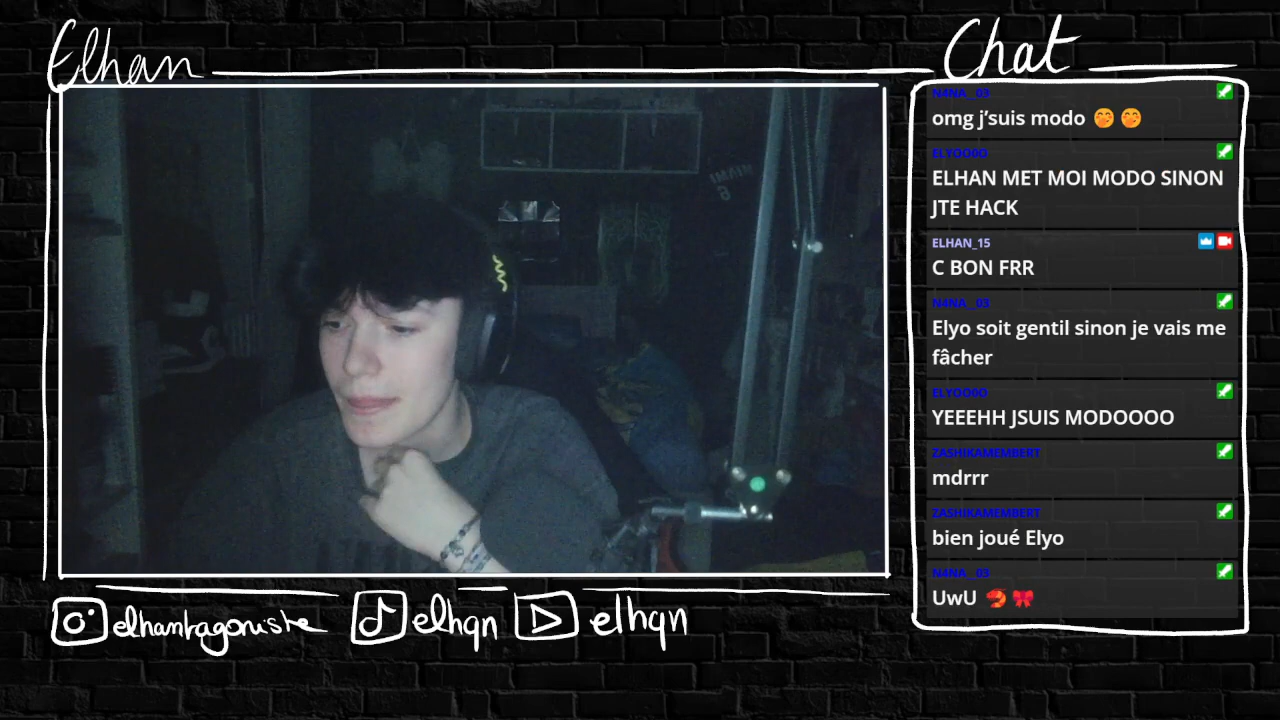 Elhan
Chat
N4NA_03
omg j'suis modo 🤭 🤭
ELYOO0O
ELHAN MET MOI MODO SINON
JTE HACK
ELHAN_15
C BON FRR
N4NA_03
Elyo soit gentil sinon je vais me
fâcher
ELYOO0O
YEEEHH JSUIS MODOOOO
ZASHIKAMEMBERT
mdrrr
ZASHIKAMEMBERT
bien joué Elyo
N4NA_03
UwU 🦐 🎀
elhantagoniste
elhqn
elhqn